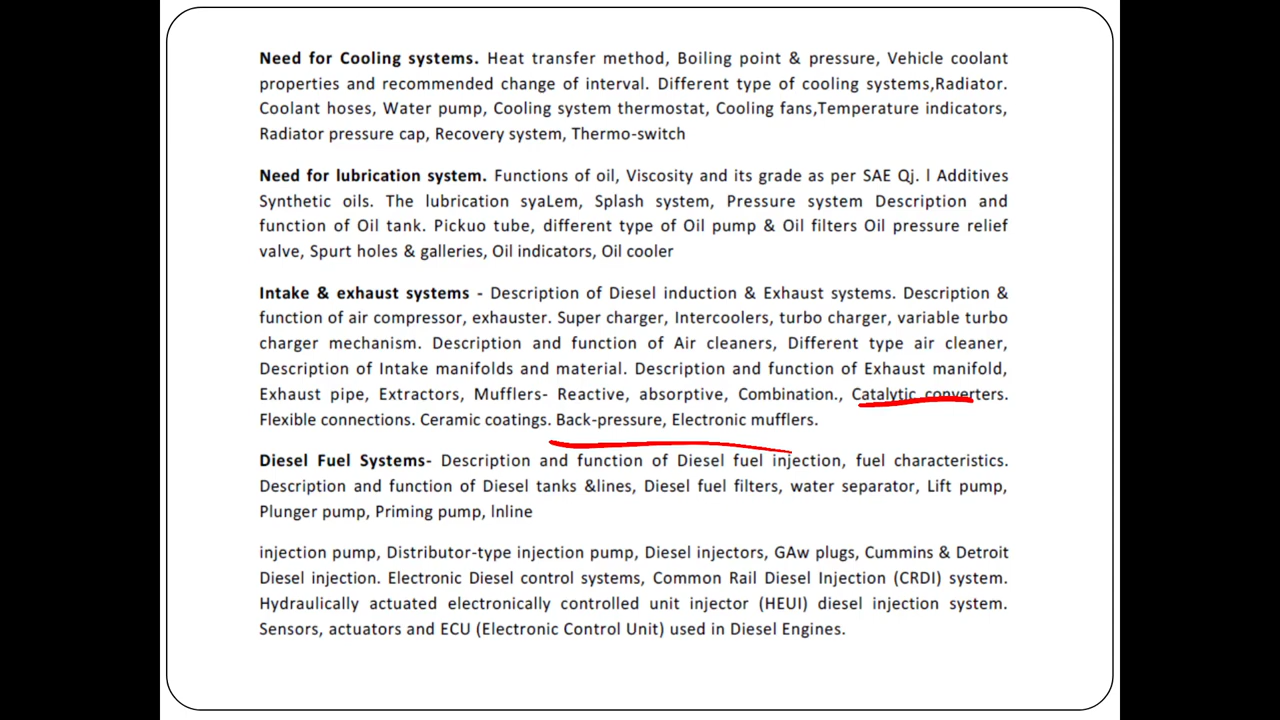 Need for Cooling systems. Heat transfer method, Boiling point & pressure, Vehicle coolant
properties and recommended change of interval. Different type of cooling systems,Radiator.
Coolant hoses, Water pump, Cooling system thermostat, Cooling fans,Temperature indicators,
Radiator pressure cap, Recovery system, Thermo-switch
Need for lubrication system. Functions of oil, Viscosity and its grade as per SAE Qj. l Additives
Synthetic oils. The lubrication syaLem, Splash system, Pressure system Description and
function of Oil tank. Pickuo tube, different type of Oil pump & Oil filters Oil pressure relief
valve, Spurt holes & galleries, Oil indicators, Oil cooler
Intake & exhaust systems - Description of Diesel induction & Exhaust systems. Description &
function of air compressor, exhauster. Super charger, Intercoolers, turbo charger, variable turbo
charger mechanism. Description and function of Air cleaners, Different type air cleaner,
Description of Intake manifolds and material. Description and function of Exhaust manifold,
Exhaust pipe, Extractors, Mufflers- Reactive, absorptive, Combination., Catalytic converters.
Flexible connections. Ceramic coatings. Back-pressure, Electronic mufflers.
Diesel Fuel Systems- Description and function of Diesel fuel injection, fuel characteristics.
Description and function of Diesel tanks &lines, Diesel fuel filters, water separator, Lift pump,
Plunger pump, Priming pump, lnline
injection pump, Distributor-type injection pump, Diesel injectors, GAw plugs, Cummins & Detroit
Diesel injection. Electronic Diesel control systems, Common Rail Diesel Injection (CRDI) system.
Hydraulically actuated electronically controlled unit injector (HEUI) diesel injection system.
Sensors, actuators and ECU (Electronic Control Unit) used in Diesel Engines.